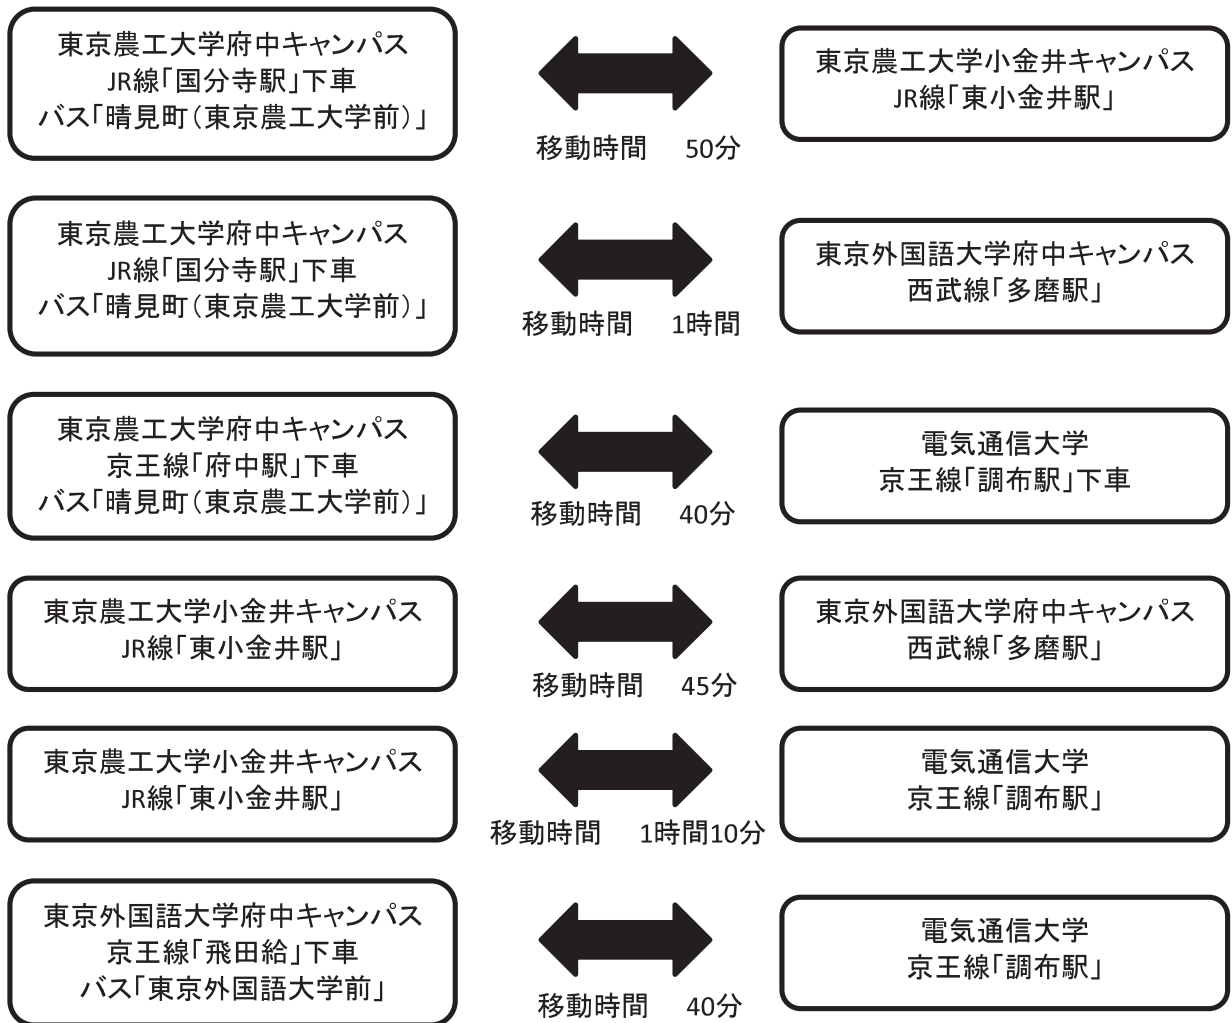 東京農工大学府中キャンパス
JR線「国分寺駅」下車
バス「晴見町(東京農工大学前)」
移動時間 50分
東京農工大学小金井キャンパス
JR線「東小金井駅」
東京農工大学府中キャンパス
JR線「国分寺駅」下車
バス「晴見町(東京農工大学前)」
移動時間 1時間
東京外国語大学府中キャンパス
西武線「多磨駅」
東京農工大学府中キャンパス
京王線「府中駅」下車
バス「晴見町(東京農工大学前)」
移動時間 40分
電気通信大学
京王線「調布駅」下車
東京農工大学小金井キャンパス
JR線「東小金井駅」
移動時間 45分
東京外国語大学府中キャンパス
西武線「多磨駅」
東京農工大学小金井キャンパス
JR線「東小金井駅」
移動時間 1時間10分
電気通信大学
京王線「調布駅」
東京外国語大学府中キャンパス
京王線「飛田給」下車
バス「東京外国語大学前」
移動時間 40分
電気通信大学
京王線「調布駅」